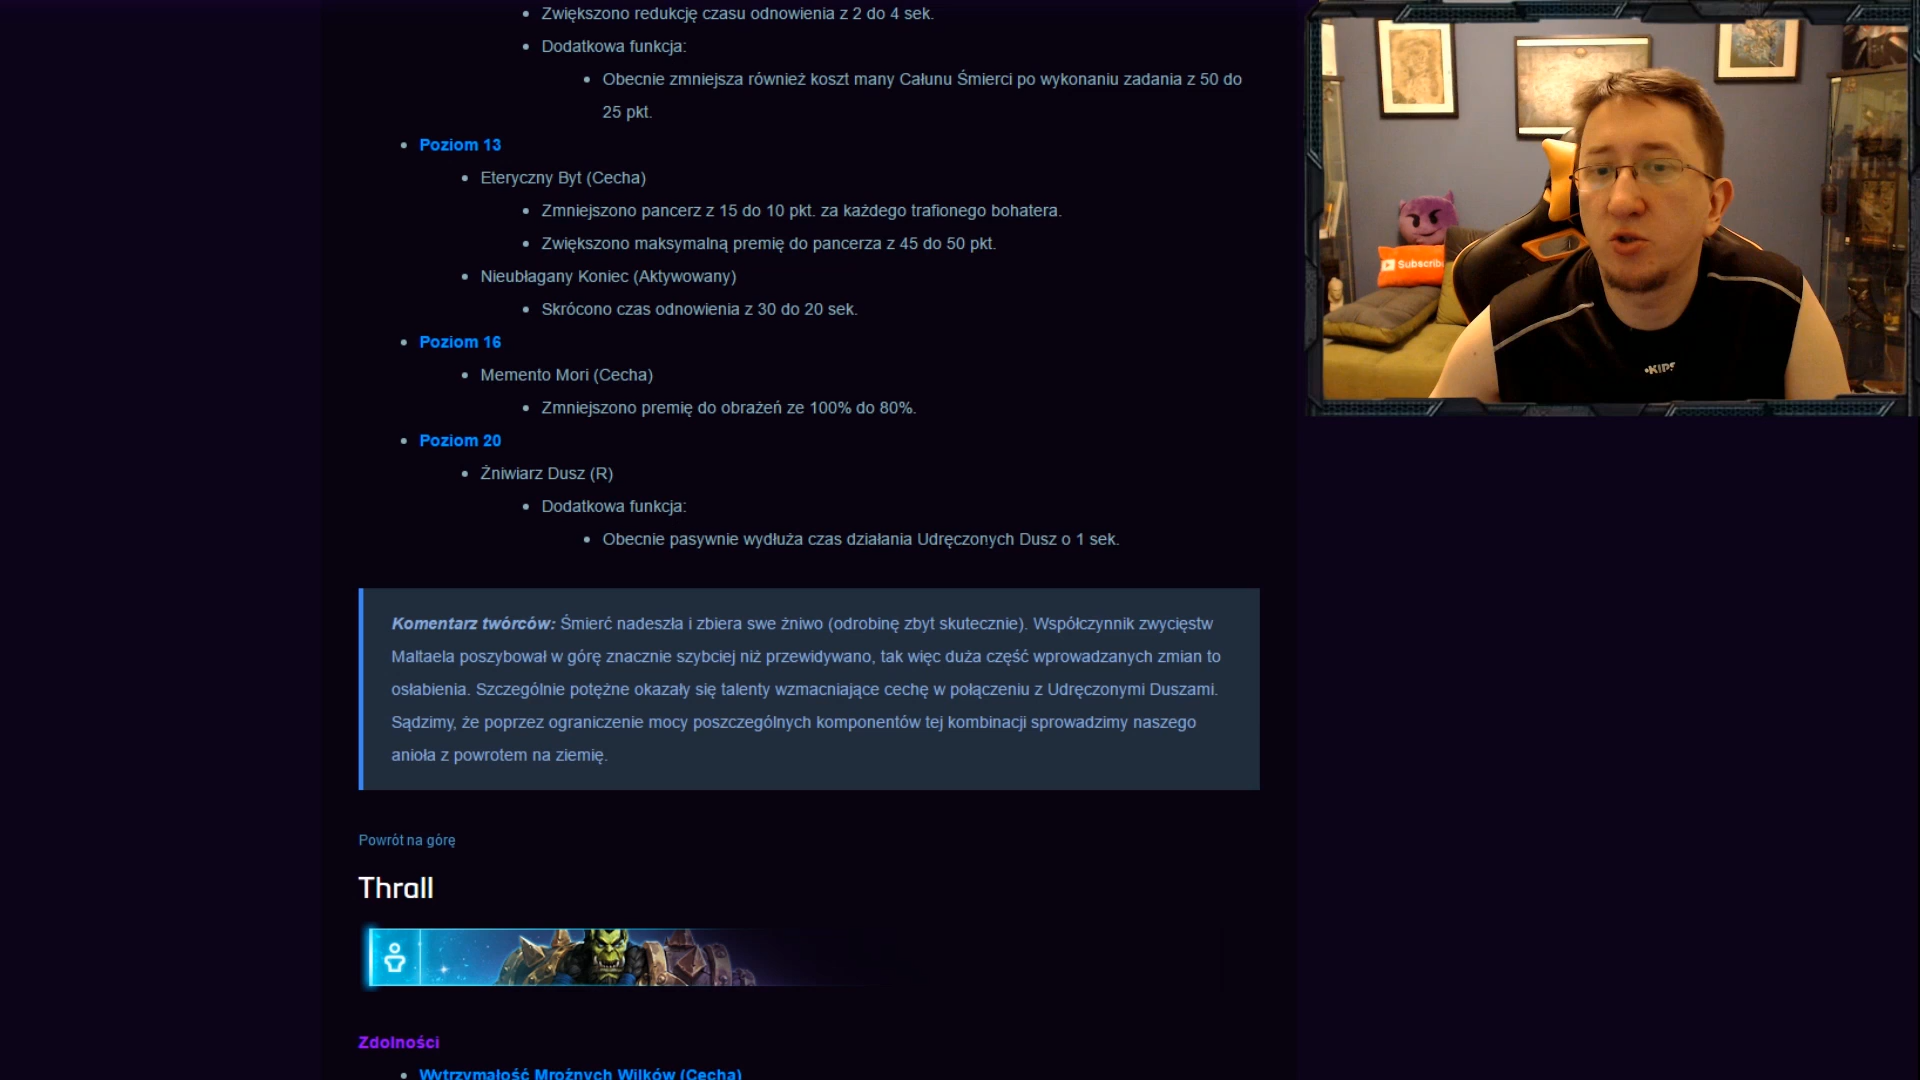 Zwiększono redukcję czasu odnowienia z 2 do 4 sek.
Dodatkowa funkcja:
Obecnie zmniejsza również koszt many Całunu Śmierci po wykonaniu zadania z 50 do
25 pkt.
Poziom 13
Eteryczny Byt (Cecha)
Zmniejszono pancerz z 15 do 10 pkt. za każdego trafionego bohatera.
Zwiększono maksymalną premię do pancerza z 45 do 50 pkt.
Nieubłagany Koniec (Aktywowany)
Skrócono czas odnowienia z 30 do 20 sek.
Poziom 16
Memento Mori (Cecha)
Zmniejszono premię do obrażeń ze 100% do 80%.
Poziom 20
Żniwiarz Dusz (R)
Dodatkowa funkcja:
Obecnie pasywnie wydłuża czas działania Udręczonych Dusz o 1 sek.
Komentarz twórców: Śmierć nadeszła i zbiera swe żniwo (odrobinę zbyt skutecznie). Współczynnik zwycięstw
Maltaela poszybował w górę znacznie szybciej niż przewidywano, tak więc duża część wprowadzanych zmian to
osłabienia. Szczególnie potężne okazały się talenty wzmacniające cechę w połączeniu z Udręczonymi Duszami.
Sądzimy, że poprzez ograniczenie mocy poszczególnych komponentów tej kombinacji sprowadzimy naszego
anioła z powrotem na ziemię.
Powrót na górę
Thrall
Zdolności
Wytrzymałość Mroźnych Wilków (Cecha)
Subscrib
KIPS